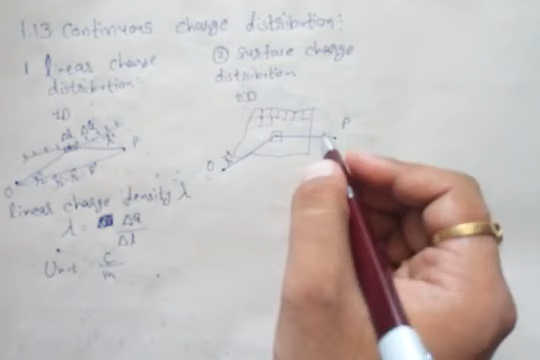 1.13 Continuous charge distribution:
1 linear charge
distribution:
1D
ΔQ
P
O
linear charge density λ
λ = ΔQ
Δl
Unit C
m
② surface charge
distribution
2D
P
O